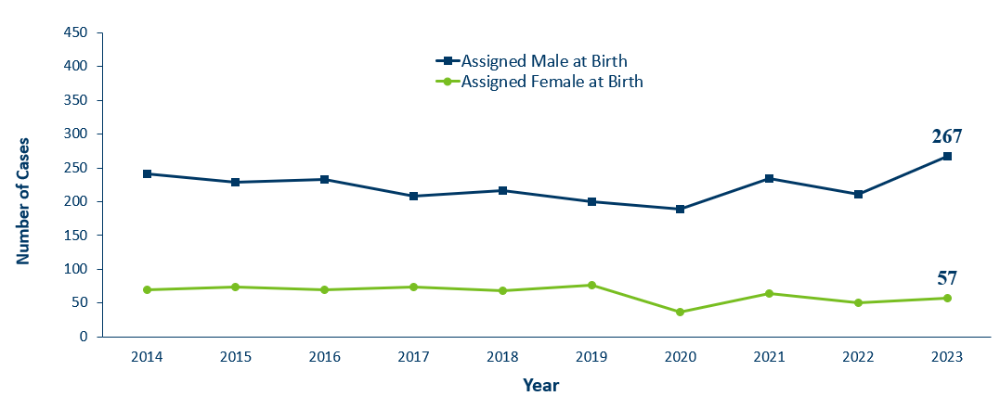 450
400
350
300
250
200
150
100
50
0
Number of Cases
Assigned Male at Birth
Assigned Female at Birth
267
57
2014 2015 2016 2017 2018 2019 2020 2021 2022 2023
Year